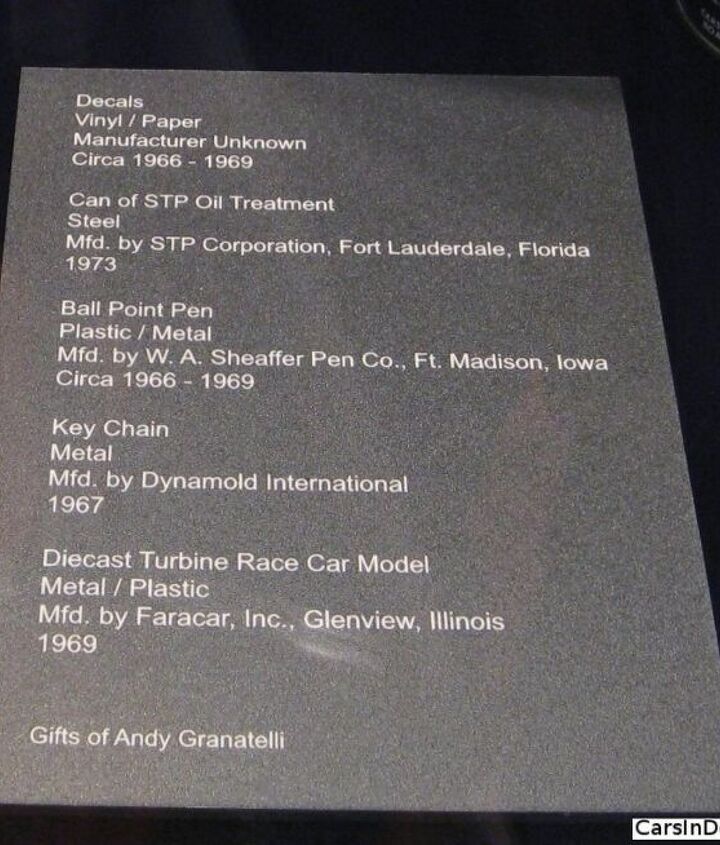 Decals
Vinyl / Paper
Manufacturer Unknown
Circa 1966 - 1969
Can of STP Oil Treatment
Steel
Mfd. by STP Corporation, Fort Lauderdale, Florida
1973
Ball Point Pen
Plastic / Metal
Mfd. by W. A. Sheaffer Pen Co., Ft. Madison, Iowa
Circa 1966 - 1969
Key Chain
Metal
Mfd. by Dynamold International
1967
Diecast Turbine Race Car Model
Metal / Plastic
Mfd. by Faracar, Inc., Glenview, Illinois
1969
Gifts of Andy Granatelli
CarsInD